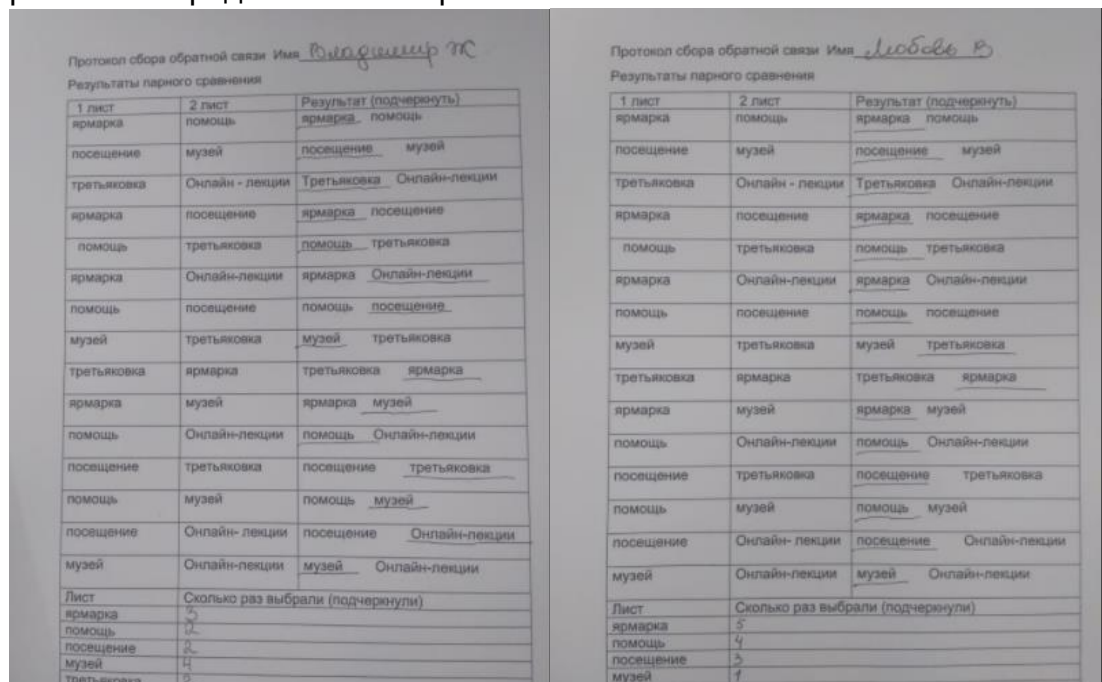 Протокол сбора обратной связи Имя Владимир Ж
Результаты парного сравнения
1 лист 2 лист Результат (подчеркнуть)
ярмарка помощь ярмарка помощь
посещение музей посещение музей
третьяковка Онлайн - лекции Третьяковка Онлайн-лекции
ярмарка посещение ярмарка посещение
помощь третьяковка помощь третьяковка
ярмарка Онлайн-лекции ярмарка Онлайн-лекции
помощь посещение помощь посещение
музей третьяковка музей третьяковка
третьяковка ярмарка третьяковка ярмарка
ярмарка музей ярмарка музей
помощь Онлайн-лекции помощь Онлайн-лекции
посещение третьяковка посещение третьяковка
помощь музей помощь музей
посещение Онлайн- лекции посещение Онлайн-лекции
музей Онлайн-лекции музей Онлайн-лекции
Лист Сколько раз выбрали (подчеркнули)
ярмарка 3
помощь 2
посещение 2
музей 4
третьяковка
Протокол сбора обратной связи Имя Любовь В
Результаты парного сравнения
1 лист 2 лист Результат (подчеркнуть)
ярмарка помощь ярмарка помощь
посещение музей посещение музей
третьяковка Онлайн - лекции Третьяковка Онлайн-лекции
ярмарка посещение ярмарка посещение
помощь третьяковка помощь третьяковка
ярмарка Онлайн-лекции ярмарка Онлайн-лекции
помощь посещение помощь посещение
музей третьяковка музей третьяковка
третьяковка ярмарка третьяковка ярмарка
ярмарка музей ярмарка музей
помощь Онлайн-лекции помощь Онлайн-лекции
посещение третьяковка посещение третьяковка
помощь музей помощь музей
посещение Онлайн- лекции посещение Онлайн-лекции
музей Онлайн-лекции музей Онлайн-лекции
Лист Сколько раз выбрали (подчеркнули)
ярмарка 5
помощь 4
посещение 3
музей 1